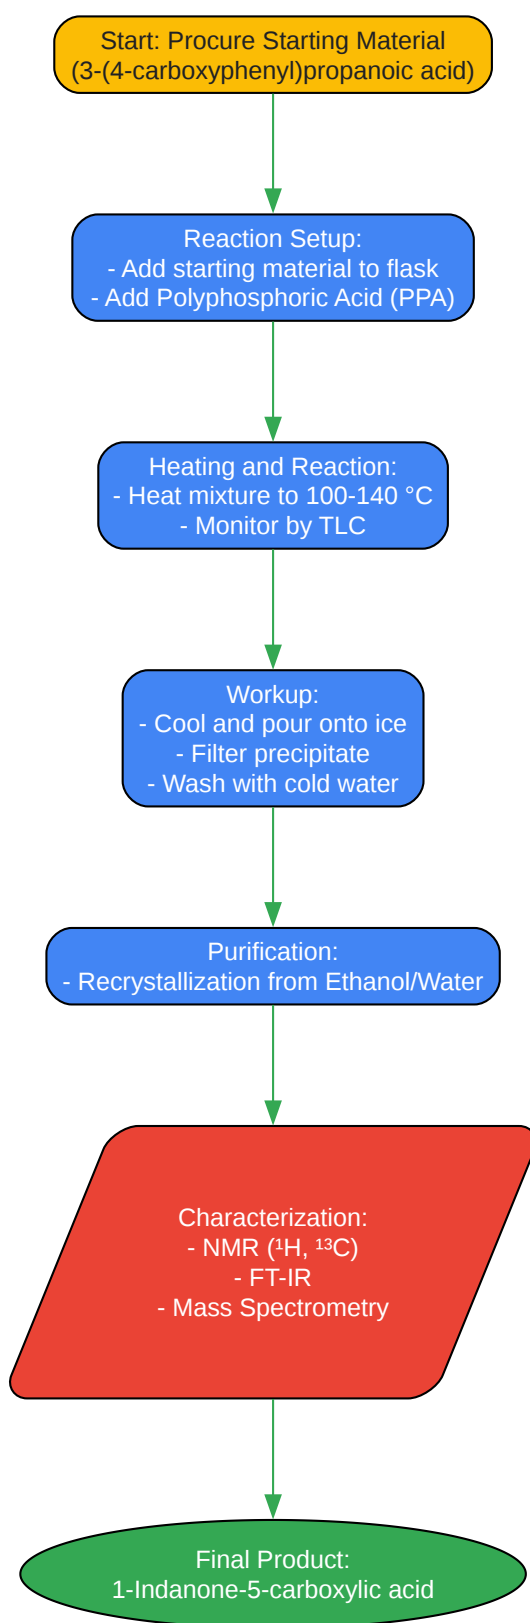 Start: Procure Starting Material
(3-(4-carboxyphenyl)propanoic acid)
Reaction Setup:
- Add starting material to flask
- Add Polyphosphoric Acid (PPA)
Heating and Reaction:
- Heat mixture to 100-140 °C
- Monitor by TLC
Workup:
- Cool and pour onto ice
- Filter precipitate
- Wash with cold water
Purification:
- Recrystallization from Ethanol/Water
Characterization:
- NMR (¹H, ¹³C)
- FT-IR
- Mass Spectrometry
Final Product:
1-Indanone-5-carboxylic acid